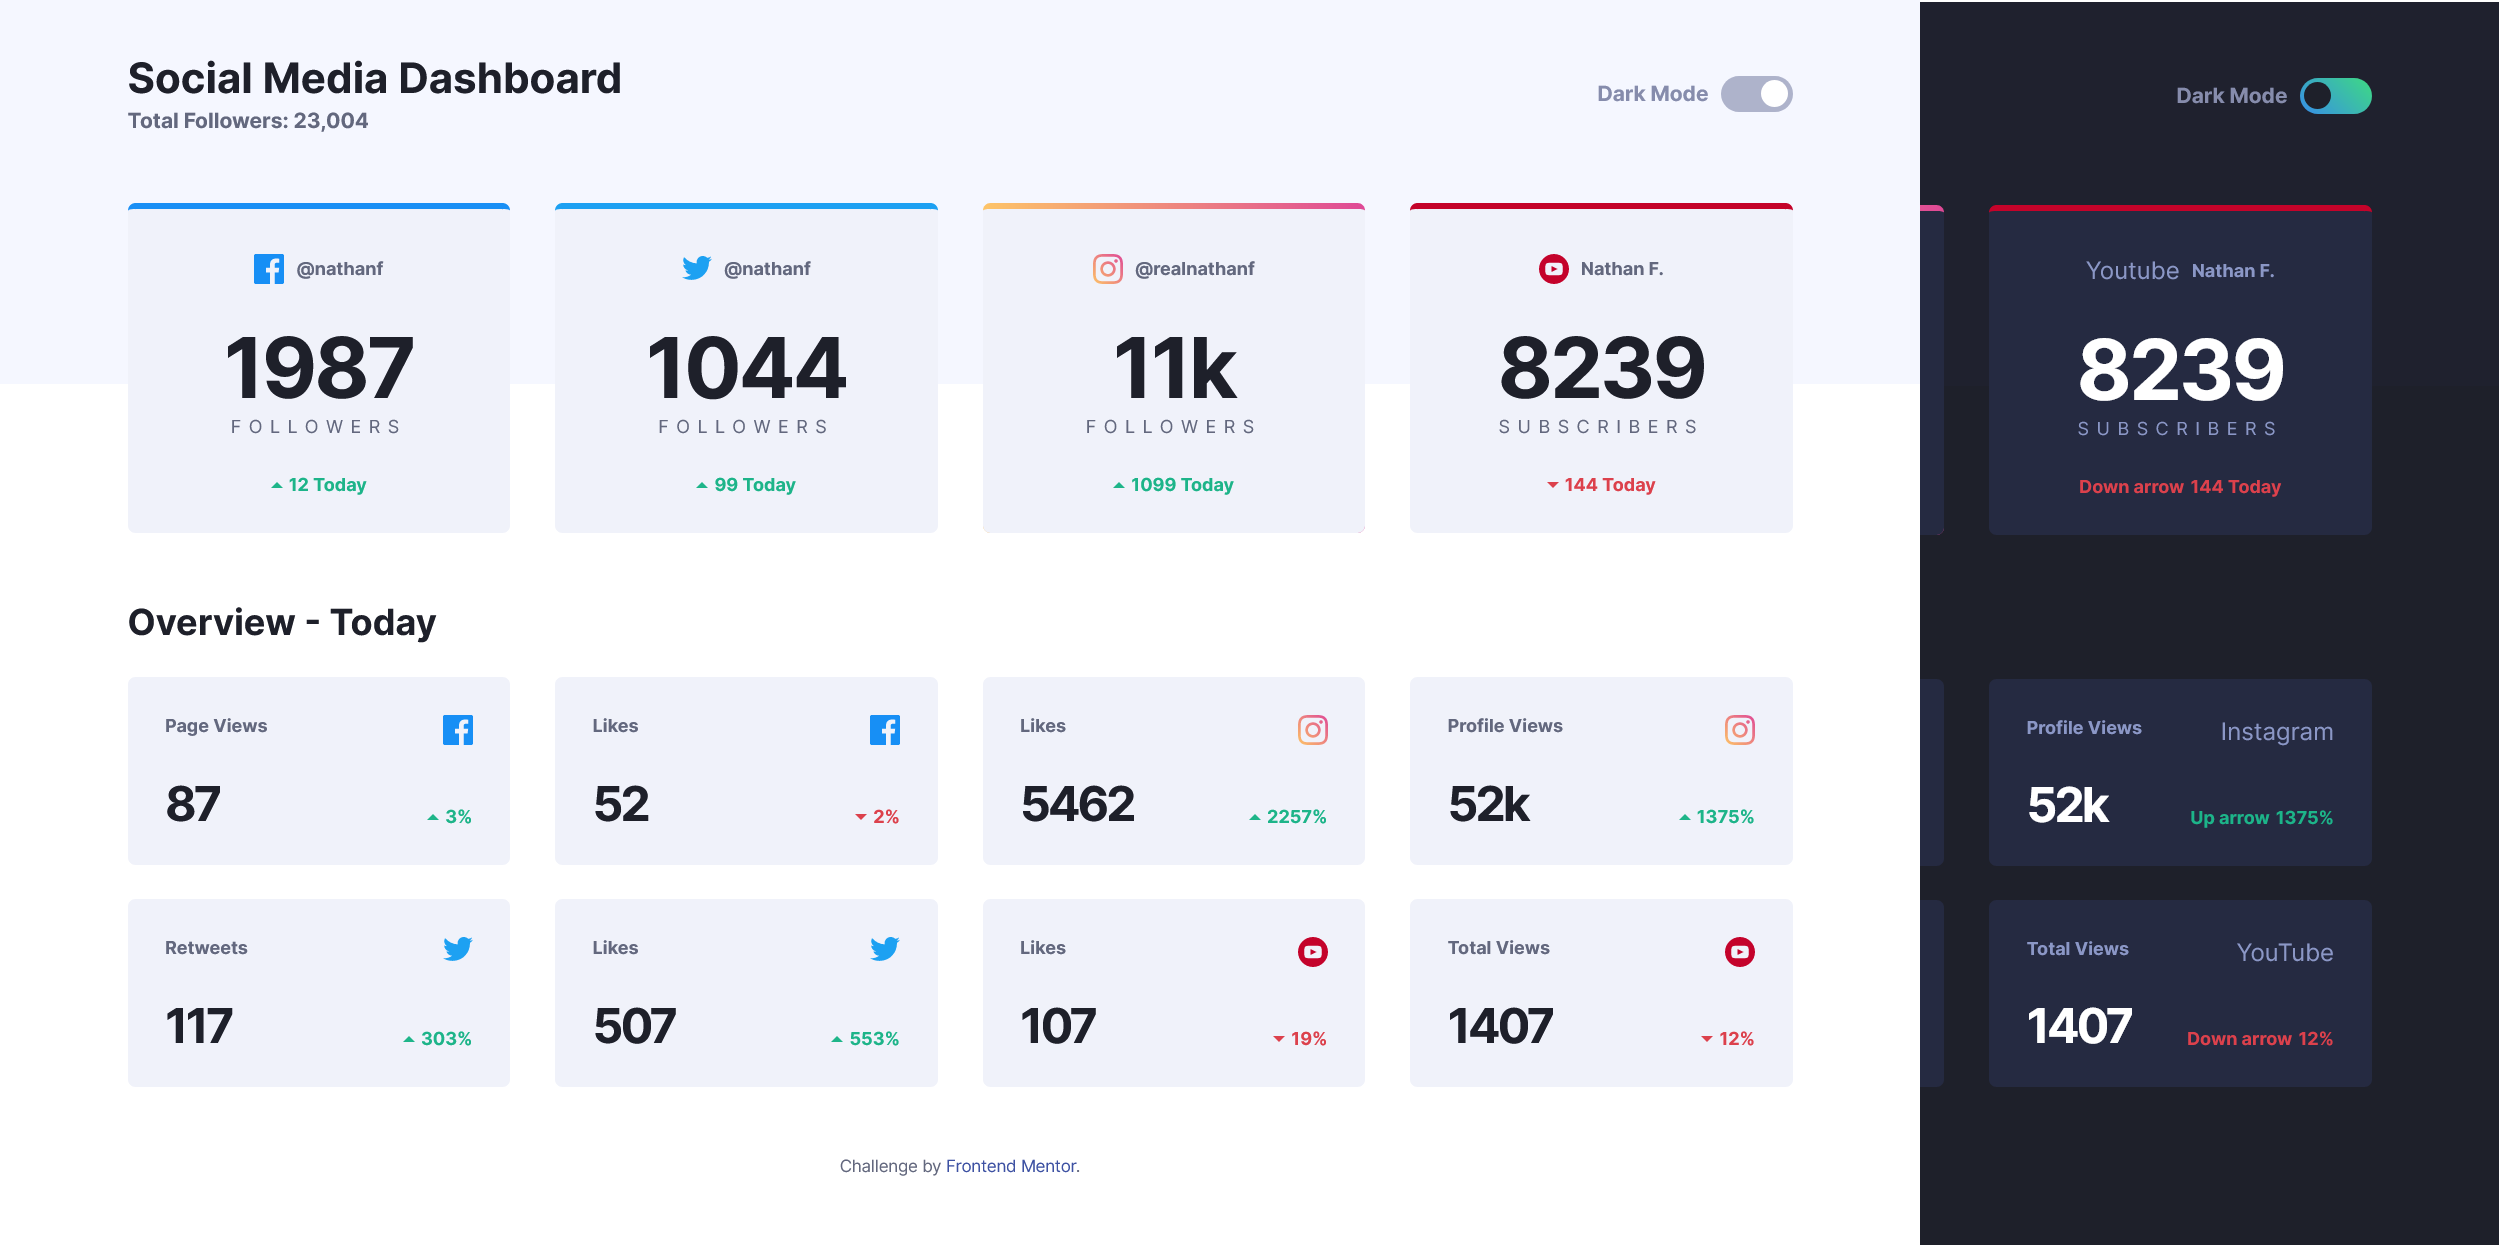 Social Media Dashboard
Total Followers: 23,004
Dark Mode
@nathanf
1987
FOLLOWERS
12 Today
@nathanf
1044
FOLLOWERS
99 Today
@realnathanf
11k
FOLLOWERS
1099 Today
Nathan F.
8239
SUBSCRIBERS
144 Today
Overview - Today
Page Views
87
3%
Likes
52
2%
Likes
5462
2257%
Profile Views
52k
1375%
Retweets
117
303%
Likes
507
553%
Likes
107
19%
Total Views
1407
12%
Challenge by Frontend Mentor.
Dark Mode
Youtube Nathan F.
8239
SUBSCRIBERS
Down arrow 144 Today
Profile Views
Instagram
52k
Up arrow 1375%
Total Views
YouTube
1407
Down arrow 12%